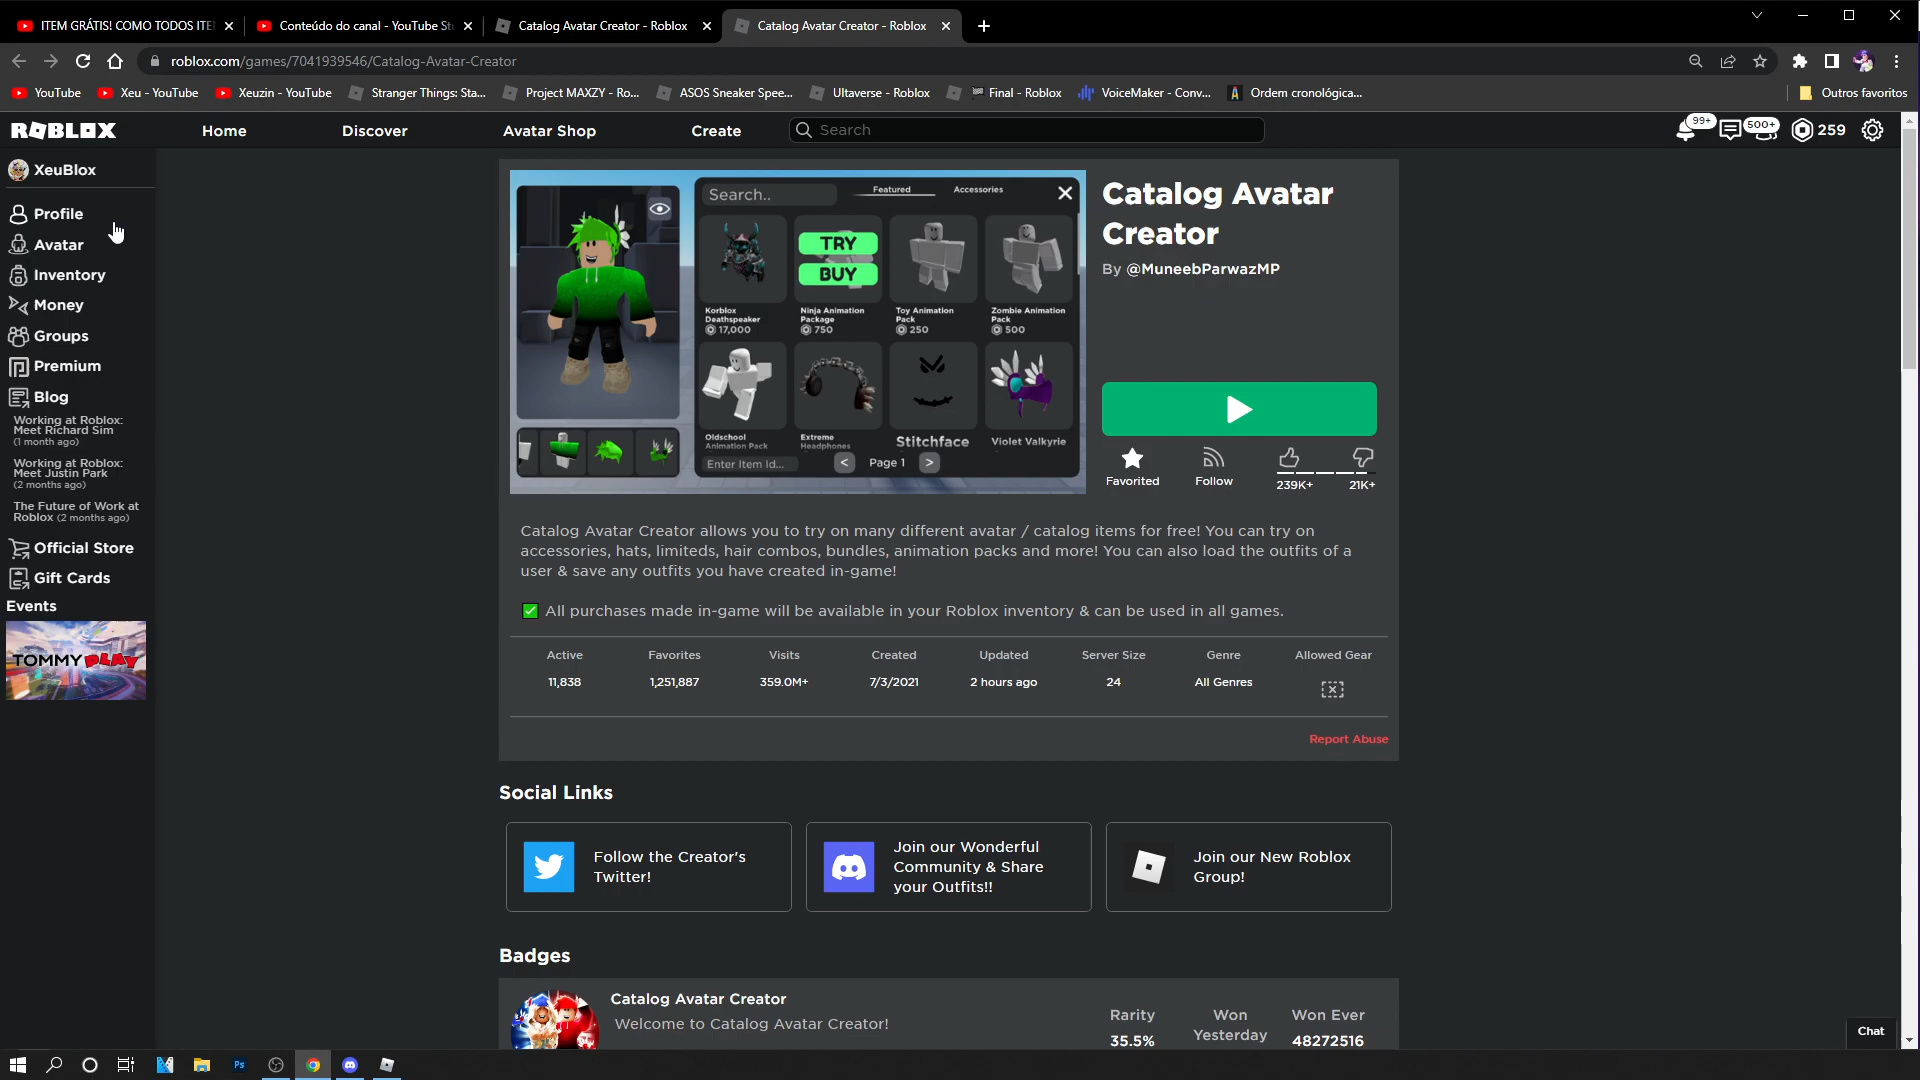 ITEM GRÁTIS! COMO TODOS ITE
Conteúdo do canal - YouTube St
Catalog Avatar Creator - Roblox
Catalog Avatar Creator - Roblox
roblox.com/games/7041939546/Catalog-Avatar-Creator
YouTube
Xeu - YouTube
Xeuzin - YouTube
Stranger Things: Sta...
Project MAXZY - Ro...
ASOS Sneaker Spee...
Ultaverse - Roblox
Final - Roblox
VoiceMaker - Conv...
Ordem cronológica...
Outros favoritos
ROBLOX
Home
Discover
Avatar Shop
Create
Search
99+
500+
259
XeuBlox
Profile
Avatar
Inventory
Money
Groups
Premium
Blog
Working at Roblox:
Meet Richard Sim
(1 month ago)
Working at Roblox:
Meet Justin Park
(2 months ago)
The Future of Work at
Roblox (2 months ago)
Official Store
Gift Cards
Events
TOMMY PLAY
Search..
Featured
Accessories
TRY
BUY
Korblox
Deathspeaker
17,000
Ninja Animation
Package
750
Toy Animation
Pack
250
Zombie Animation
Pack
500
Oldschool
Animation Pack
Extreme
Headphones
Stitchface
Violet Valkyrie
Enter Item Id...
<
Page 1
>
Catalog Avatar
Creator
By @MuneebParwazMP
Favorited
Follow
239K+
21K+
Catalog Avatar Creator allows you to try on many different avatar / catalog items for free! You can try on
accessories, hats, limiteds, hair combos, bundles, animation packs and more! You can also load the outfits of a
user & save any outfits you have created in-game!
All purchases made in-game will be available in your Roblox inventory & can be used in all games.
Active
Favorites
Visits
Created
Updated
Server Size
Genre
Allowed Gear
11,838
1,251,887
359.0M+
7/3/2021
2 hours ago
24
All Genres
Report Abuse
Social Links
Follow the Creator's
Twitter!
Join our Wonderful
Community & Share
your Outfits!!
Join our New Roblox
Group!
Badges
Catalog Avatar Creator
Welcome to Catalog Avatar Creator!
Rarity
35.5%
Won
Yesterday
Won Ever
48272516
Chat
Ps